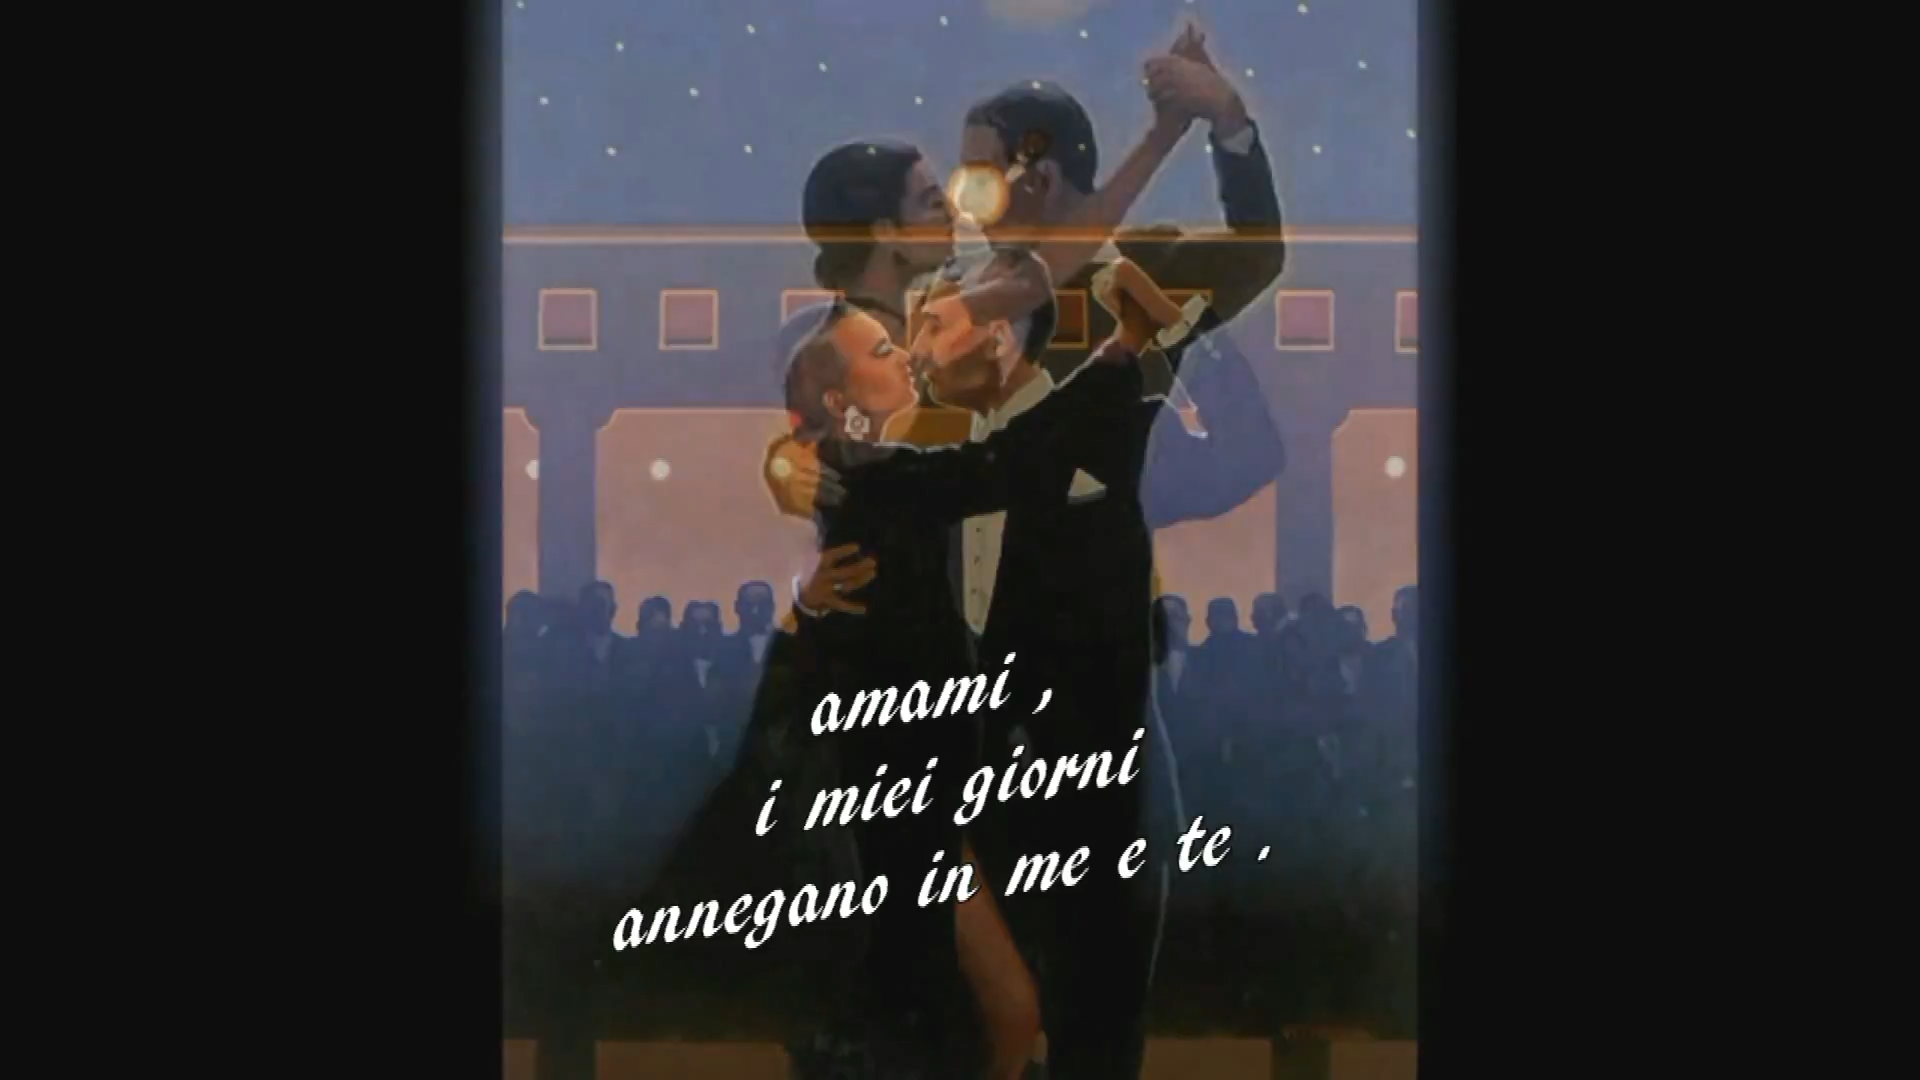 amami ,
i miei giorni
annegano in me e te .